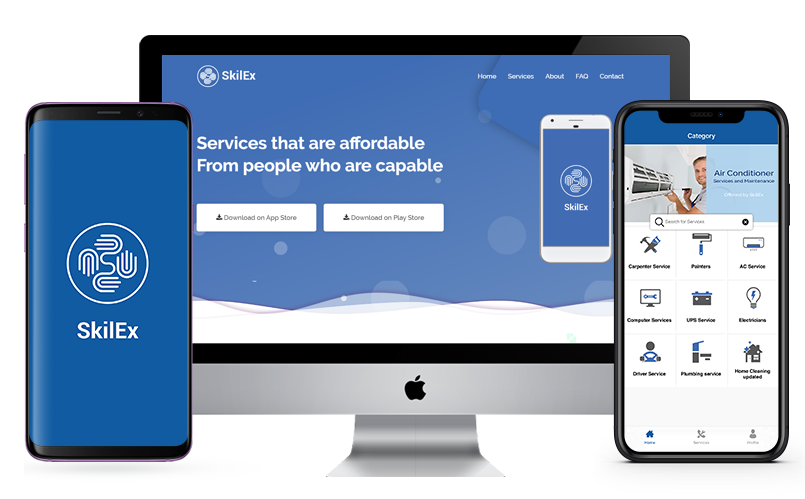 SkilEx
Home
Services
About
FAQ
Contact
Services that are affordable
From people who are capable
Download on App Store
Download on Play Store
SkilEx
SkilEx
Category
Air Conditioner
Services and Maintenance
Offered by SkilEx
Search for Services
Carpenter Service
Painters
AC Service
Computer Services
UPS Service
Electricians
Driver Service
Plumbing service
Home Cleaning
updated
Home
Services
Profile